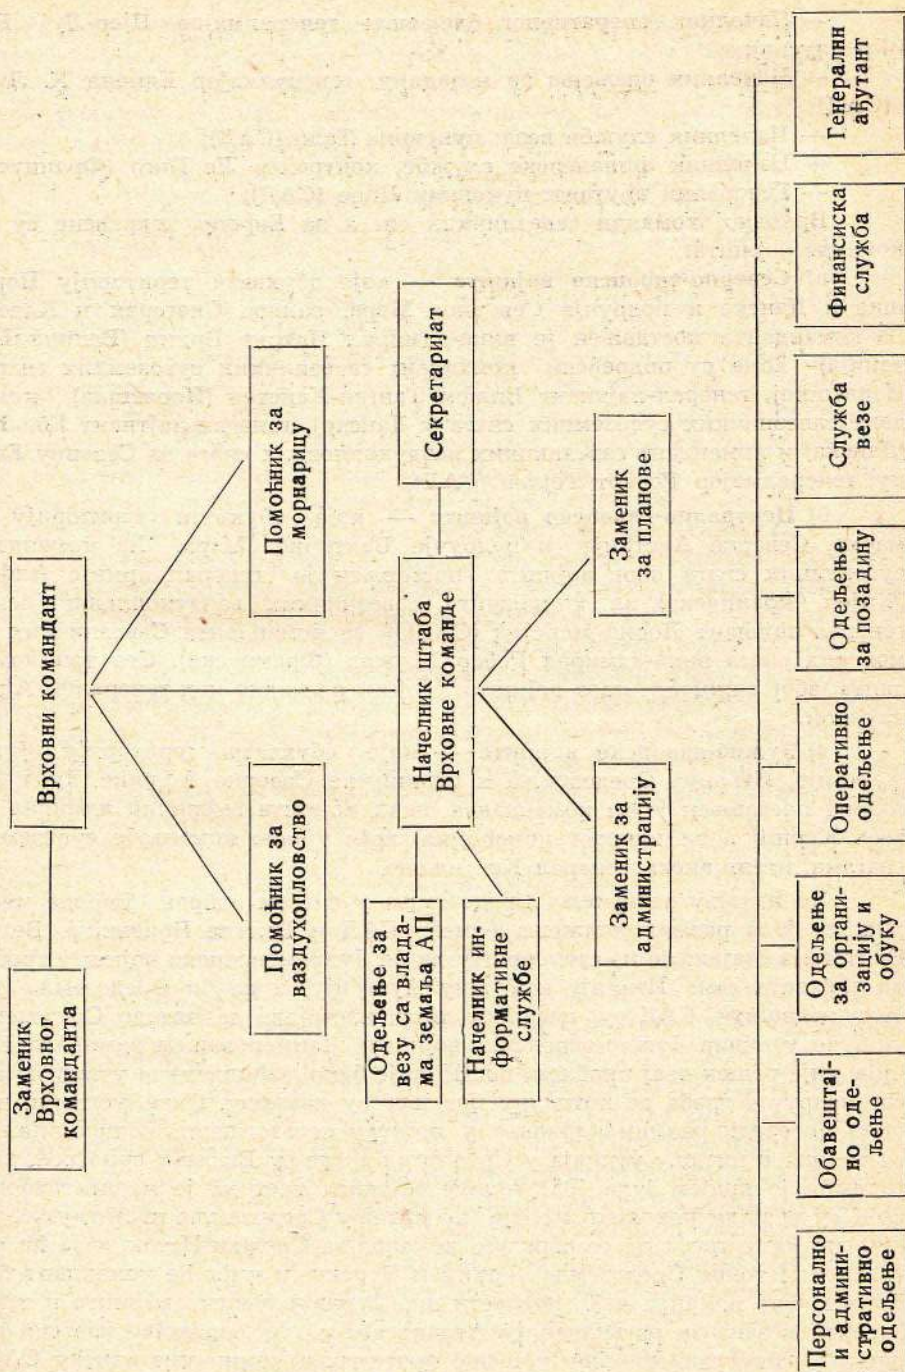 Заменик
Врховног
команданта
Врховни командант
Помоћник за
ваздухопловство
Помоћник за
морнарицу
Одељење за
везу са влада-
ма земаља АП
Начелник штаба
Врховне команде
Секретаријат
Начелник ин-
формативне
службе
Заменик за
администрацију
Заменик
за планове
Персонално
и админи-
стративно
одељење
Обавештај-
но оде-
љење
Одељење
за органи-
зацију и
обуку
Оперативно
одељење
Одељење
за позадину
Служба
везе
Финансиска
служба
Генерални
ађутант